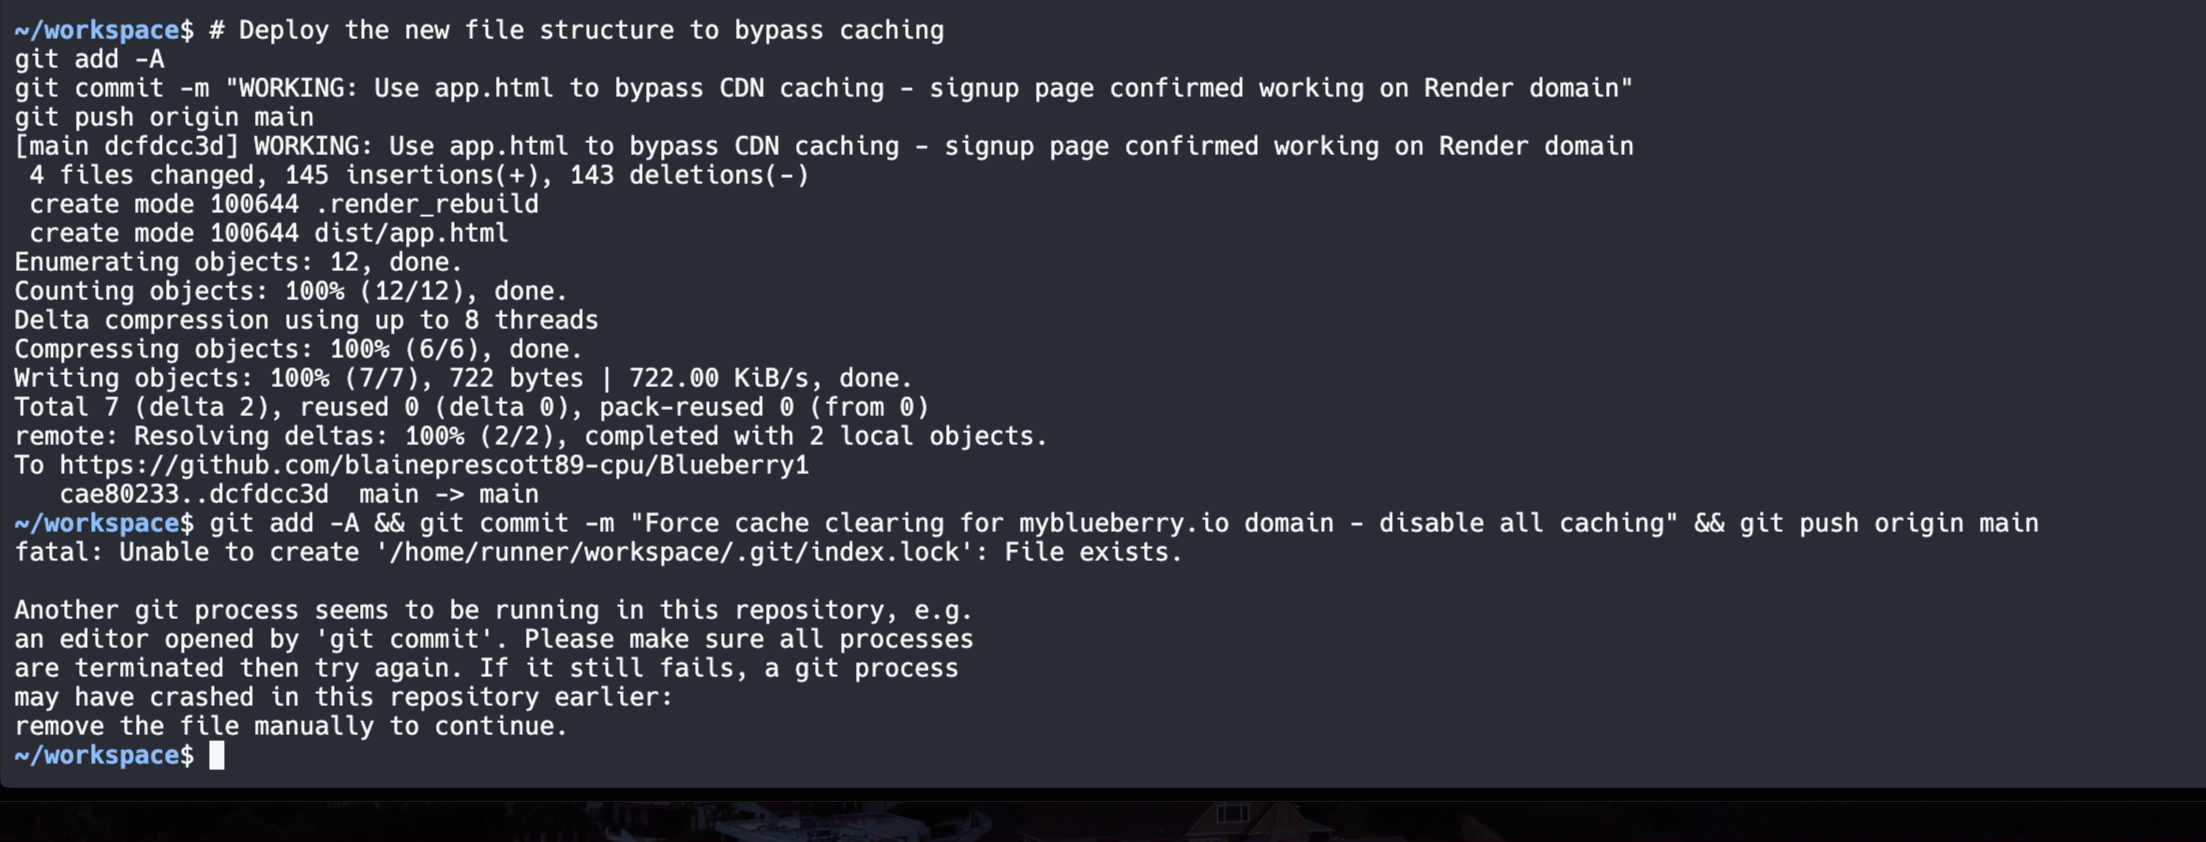 ~/workspace$ # Deploy the new file structure to bypass caching
git add -A
git commit -m "WORKING: Use app.html to bypass CDN caching - signup page confirmed working on Render domain"
git push origin main
[main dcfdcc3d] WORKING: Use app.html to bypass CDN caching - signup page confirmed working on Render domain
 4 files changed, 145 insertions(+), 143 deletions(-)
 create mode 100644 .render_rebuild
 create mode 100644 dist/app.html
Enumerating objects: 12, done.
Counting objects: 100% (12/12), done.
Delta compression using up to 8 threads
Compressing objects: 100% (6/6), done.
Writing objects: 100% (7/7), 722 bytes | 722.00 KiB/s, done.
Total 7 (delta 2), reused 0 (delta 0), pack-reused 0 (from 0)
remote: Resolving deltas: 100% (2/2), completed with 2 local objects.
To https://github.com/blaineprescott89-cpu/Blueberry1
   cae80233..dcfdcc3d  main -> main
~/workspace$ git add -A && git commit -m "Force cache clearing for myblueberry.io domain - disable all caching" && git push origin main
fatal: Unable to create '/home/runner/workspace/.git/index.lock': File exists.

Another git process seems to be running in this repository, e.g.
an editor opened by 'git commit'. Please make sure all processes
are terminated then try again. If it still fails, a git process
may have crashed in this repository earlier:
remove the file manually to continue.
~/workspace$